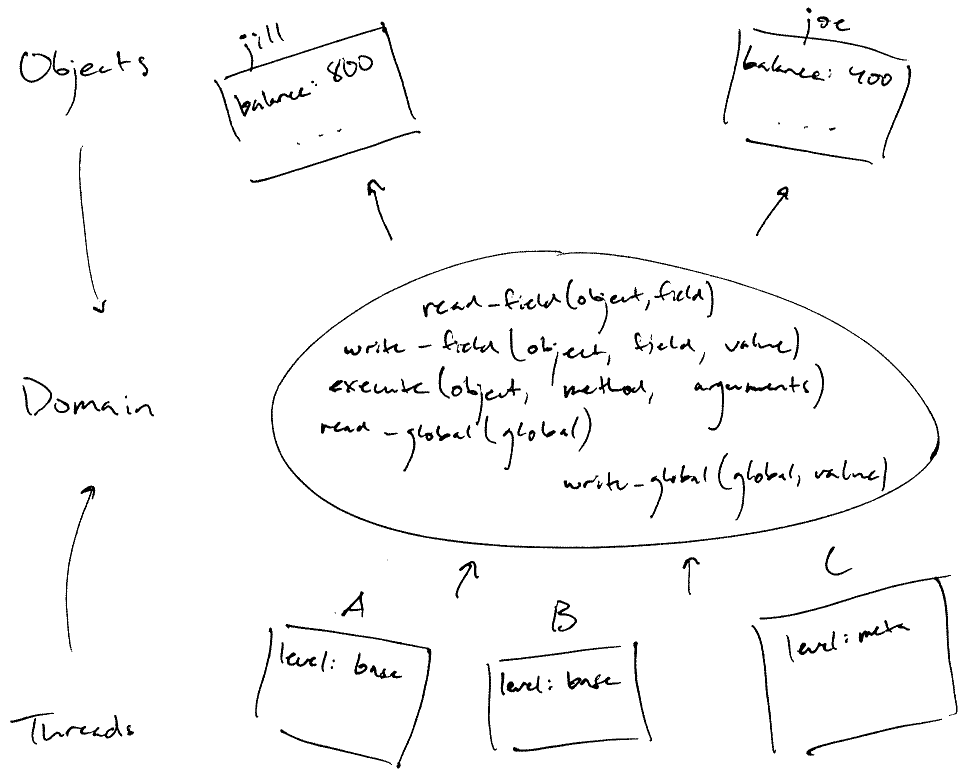 Objects
jill
balance: 800
...
joe
balance: 400
...
read-field(object, field)
write-field(object, field, value)
execute(object, method, arguments)
read-global(global)
write-global(global, value)
Domain
A
level: base
B
level: base
C
level: meta
Threads